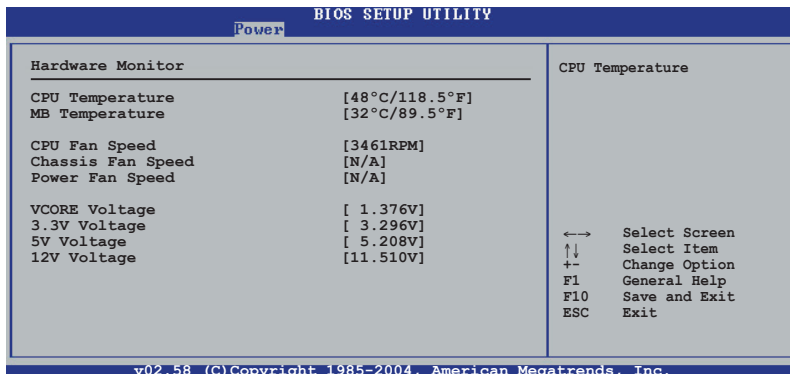 BIOS SETUP UTILITY
Power
Hardware Monitor
CPU Temperature [48°C/118.5°F]
MB Temperature [32°C/89.5°F]
CPU Fan Speed [3461RPM]
Chassis Fan Speed [N/A]
Power Fan Speed [N/A]
VCORE Voltage [ 1.376V]
3.3V Voltage [ 3.296V]
5V Voltage [ 5.208V]
12V Voltage [11.510V]
CPU Temperature
←→ Select Screen
↑↓ Select Item
+- Change Option
F1 General Help
F10 Save and Exit
ESC Exit
v02.58 (C)Copyright 1985-2004, American Megatrends, Inc.